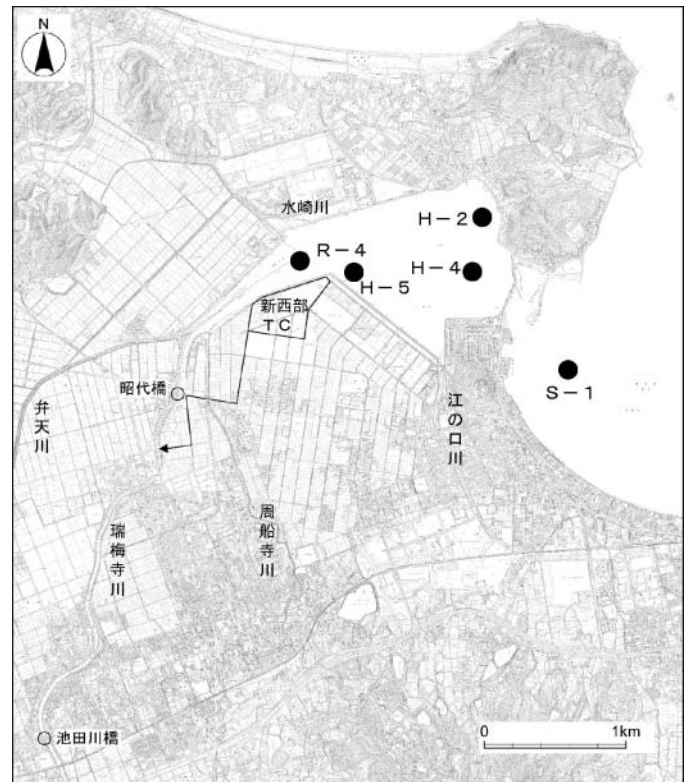 N
水崎川
H－2
R－4
H－4
H－5
新西部
TC
昭代橋
S－1
弁天川
江の口川
瑞梅寺川
周船寺川
0 1km
池田川橋